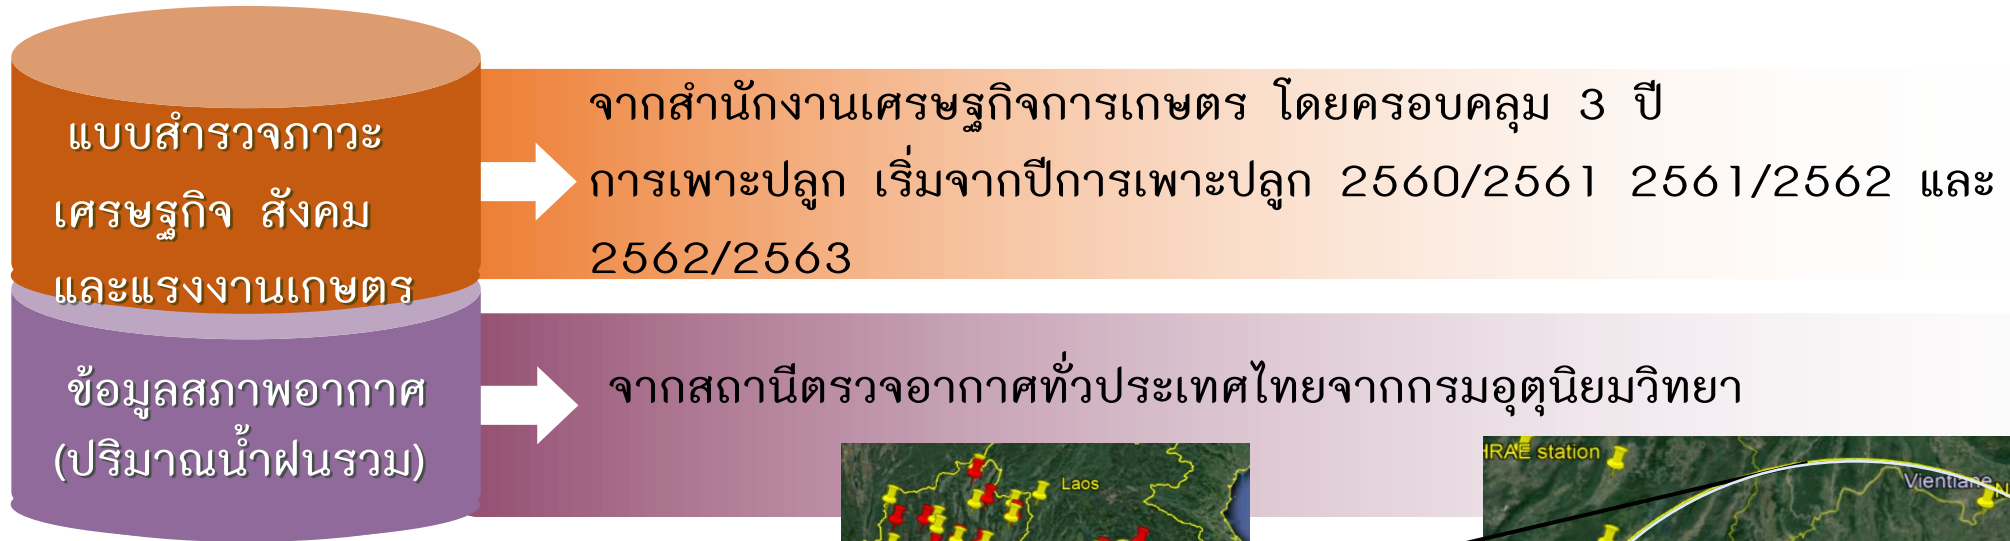 แบบสำรวจภาวะ
เศรษฐกิจ สังคม
และแรงงานเกษตร
จากสำนักงานเศรษฐกิจการเกษตร โดยครอบคลุม 3 ปี
การเพาะปลูก เริ่มจากปีการเพาะปลูก 2560/2561 2561/2562 และ
2562/2563
ข้อมูลสภาพอากาศ
(ปริมาณน้ำฝนรวม)
จากสถานีตรวจอากาศทั่วประเทศไทยจากกรมอุตุนิยมวิทยา
Laos
HRAE station
Vientiane